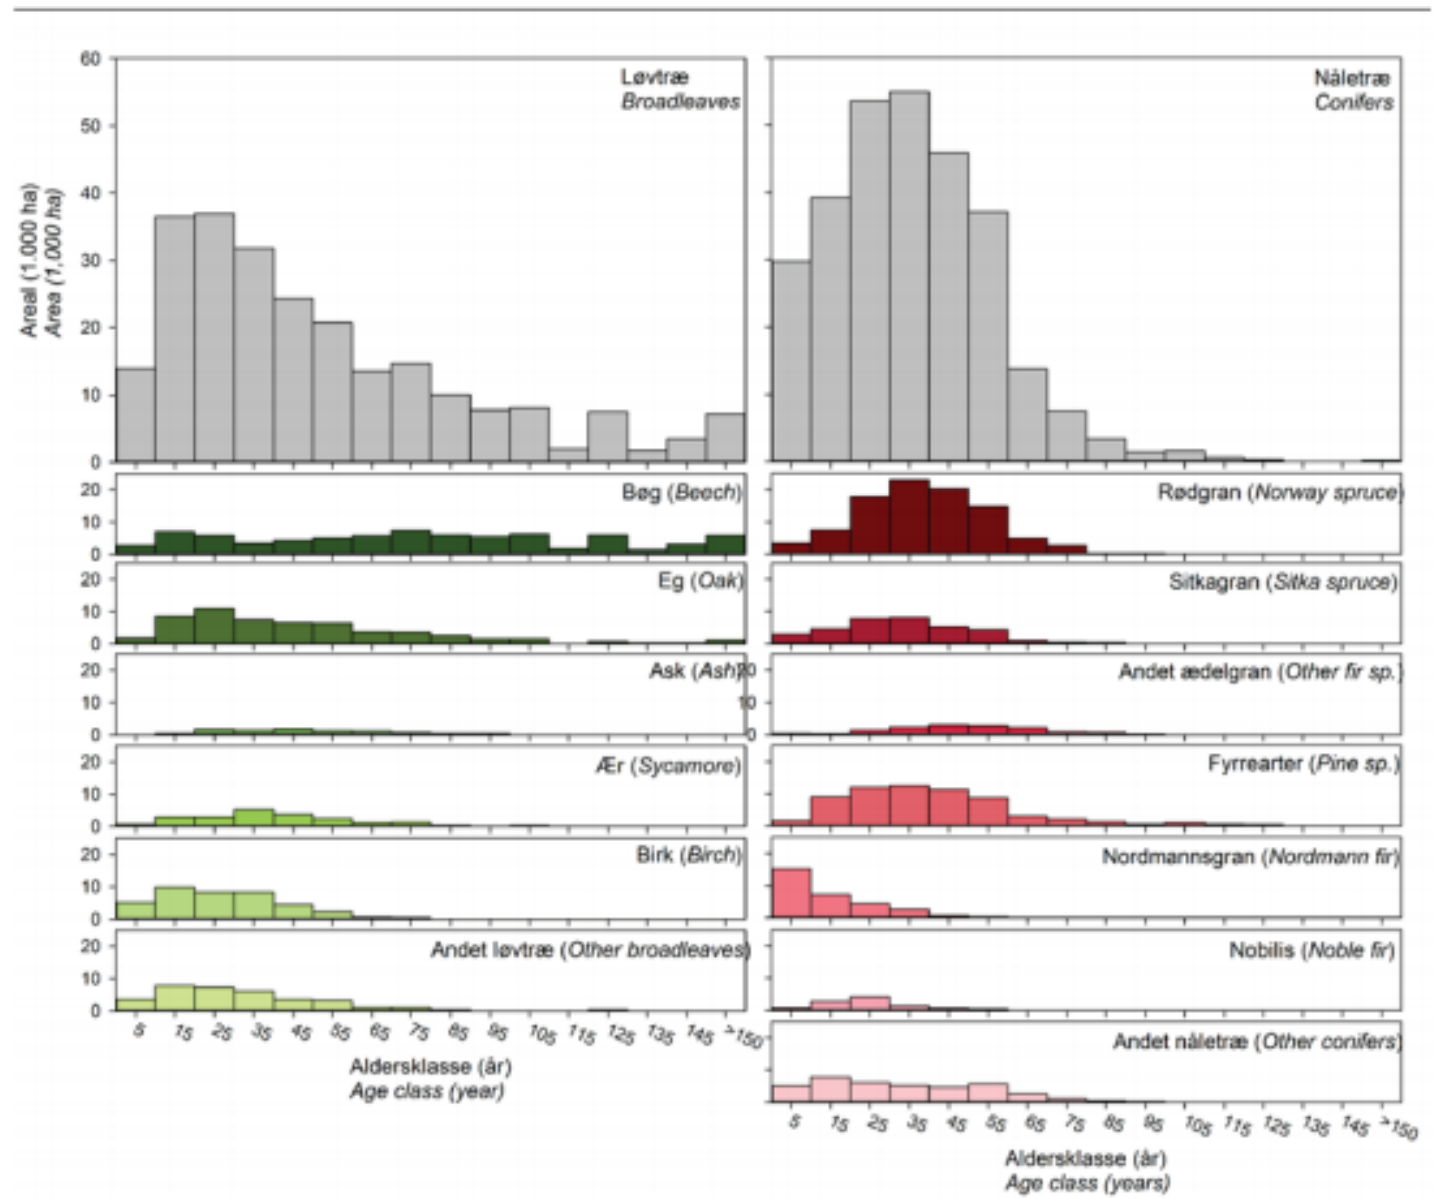 60
50
40
30
20
10
0
Areal (1.000 ha)
Area (1,000 ha)
Løvtræ
Broadleaves
20
10
0
Bøg (Beech)
20
10
0
Eg (Oak)
20
10
0
Ask (Ash)
20
10
0
Ær (Sycamore)
20
10
0
Birk (Birch)
20
10
0
Andet løvtræ (Other broadleaves)
5 15 25 35 45 55 65 75 85 95 105 115 125 135 145 >150
Aldersklasse (år)
Age class (year)
Nåletræ
Conifers
Rødgran (Norway spruce)
Sitkagran (Sitka spruce)
20
10
0
Andet ædelgran (Other fir sp.)
Fyrrearter (Pine sp.)
Nordmannsgran (Nordmann fir)
Nobilis (Noble fir)
Andet nåletræ (Other conifers)
5 15 25 35 45 55 65 75 85 95 105 115 125 135 145 >150
Aldersklasse (år)
Age class (years)